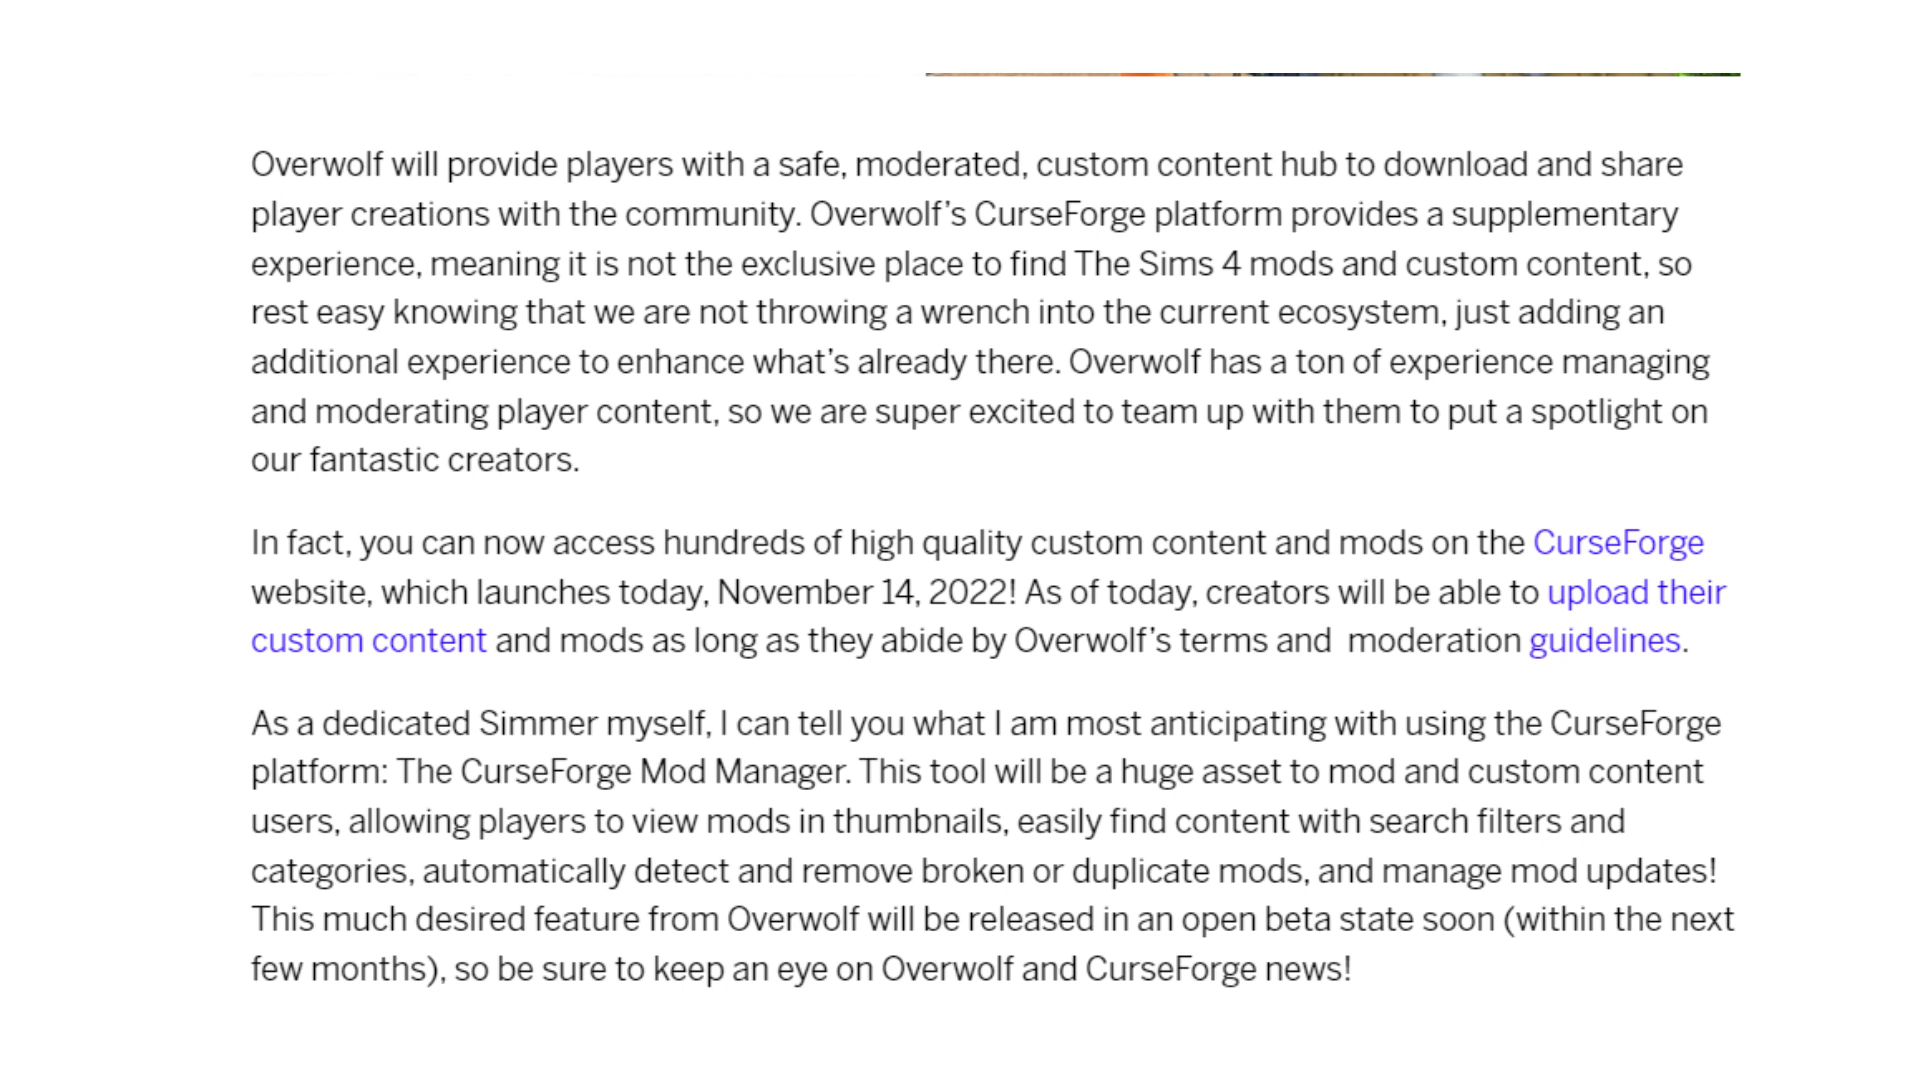 Overwolf will provide players with a safe, moderated, custom content hub to download and share
player creations with the community. Overwolf’s CurseForge platform provides a supplementary
experience, meaning it is not the exclusive place to find The Sims 4 mods and custom content, so
rest easy knowing that we are not throwing a wrench into the current ecosystem, just adding an
additional experience to enhance what’s already there. Overwolf has a ton of experience managing
and moderating player content, so we are super excited to team up with them to put a spotlight on
our fantastic creators.
In fact, you can now access hundreds of high quality custom content and mods on the CurseForge
website, which launches today, November 14, 2022! As of today, creators will be able to upload their
custom content and mods as long as they abide by Overwolf’s terms and  moderation guidelines.
As a dedicated Simmer myself, I can tell you what I am most anticipating with using the CurseForge
platform: The CurseForge Mod Manager. This tool will be a huge asset to mod and custom content
users, allowing players to view mods in thumbnails, easily find content with search filters and
categories, automatically detect and remove broken or duplicate mods, and manage mod updates!
This much desired feature from Overwolf will be released in an open beta state soon (within the next
few months), so be sure to keep an eye on Overwolf and CurseForge news!